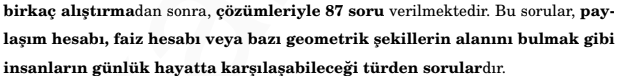 birkaç alıştırmadan sonra, çözümleriyle 87 soru verilmektedir. Bu sorular, pay-
laşım hesabı, faiz hesabı veya bazı geometrik şekillerin alanını bulmak gibi
insanların günlük hayatta karşılaşabileceği türden sorulardır.